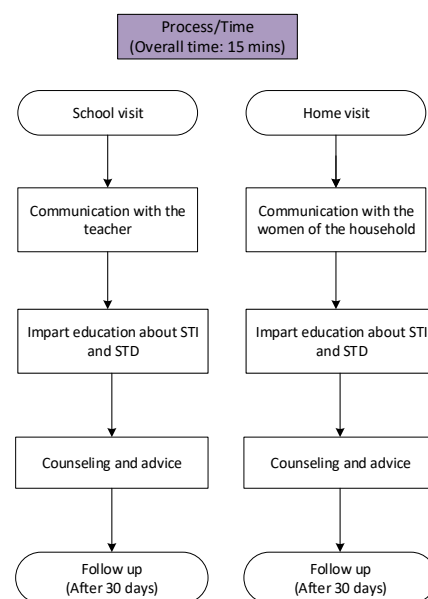 Process/Time
(Overall time: 15 mins)
School visit
Communication with the
teacher
Impart education about STI
and STD
Counseling and advice
Follow up
(After 30 days)
Home visit
Communication with the
women of the household
Impart education about STI
and STD
Counseling and advice
Follow up
(After 30 days)